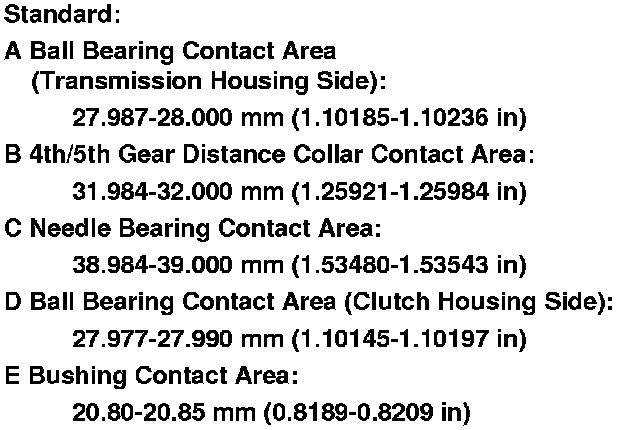 Standard:
A Ball Bearing Contact Area
(Transmission Housing Side):
27.987-28.000 mm (1.10185-1.10236 in)
B 4th/5th Gear Distance Collar Contact Area:
31.984-32.000 mm (1.25921-1.25984 in)
C Needle Bearing Contact Area:
38.984-39.000 mm (1.53480-1.53543 in)
D Ball Bearing Contact Area (Clutch Housing Side):
27.977-27.990 mm (1.10145-1.10197 in)
E Bushing Contact Area:
20.80-20.85 mm (0.8189-0.8209 in)